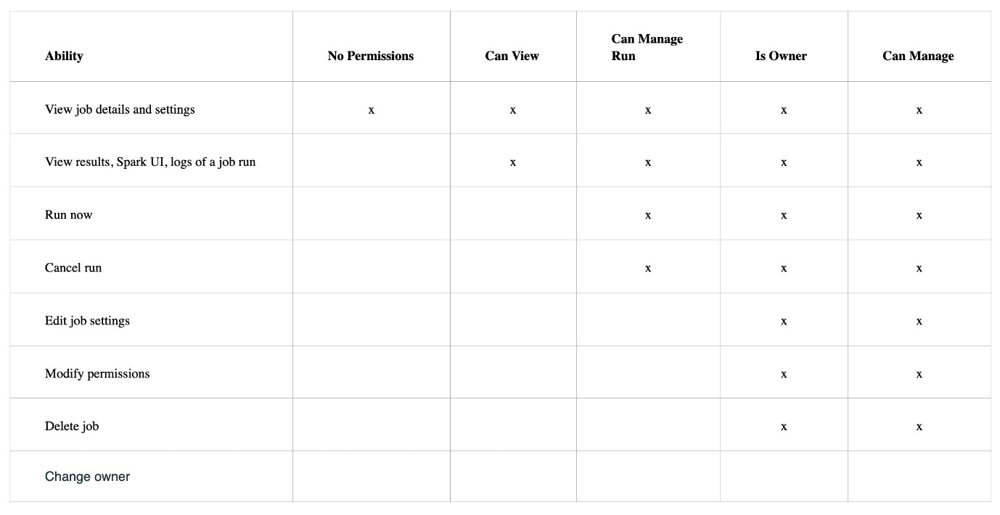 Ability No Permissions Can View Can Manage Run Is Owner Can Manage
View job details and settings x x x x x
View results, Spark UI, logs of a job run x x x x
Run now x x x
Cancel run x x x
Edit job settings x x
Modify permissions x x
Delete job x x
Change owner